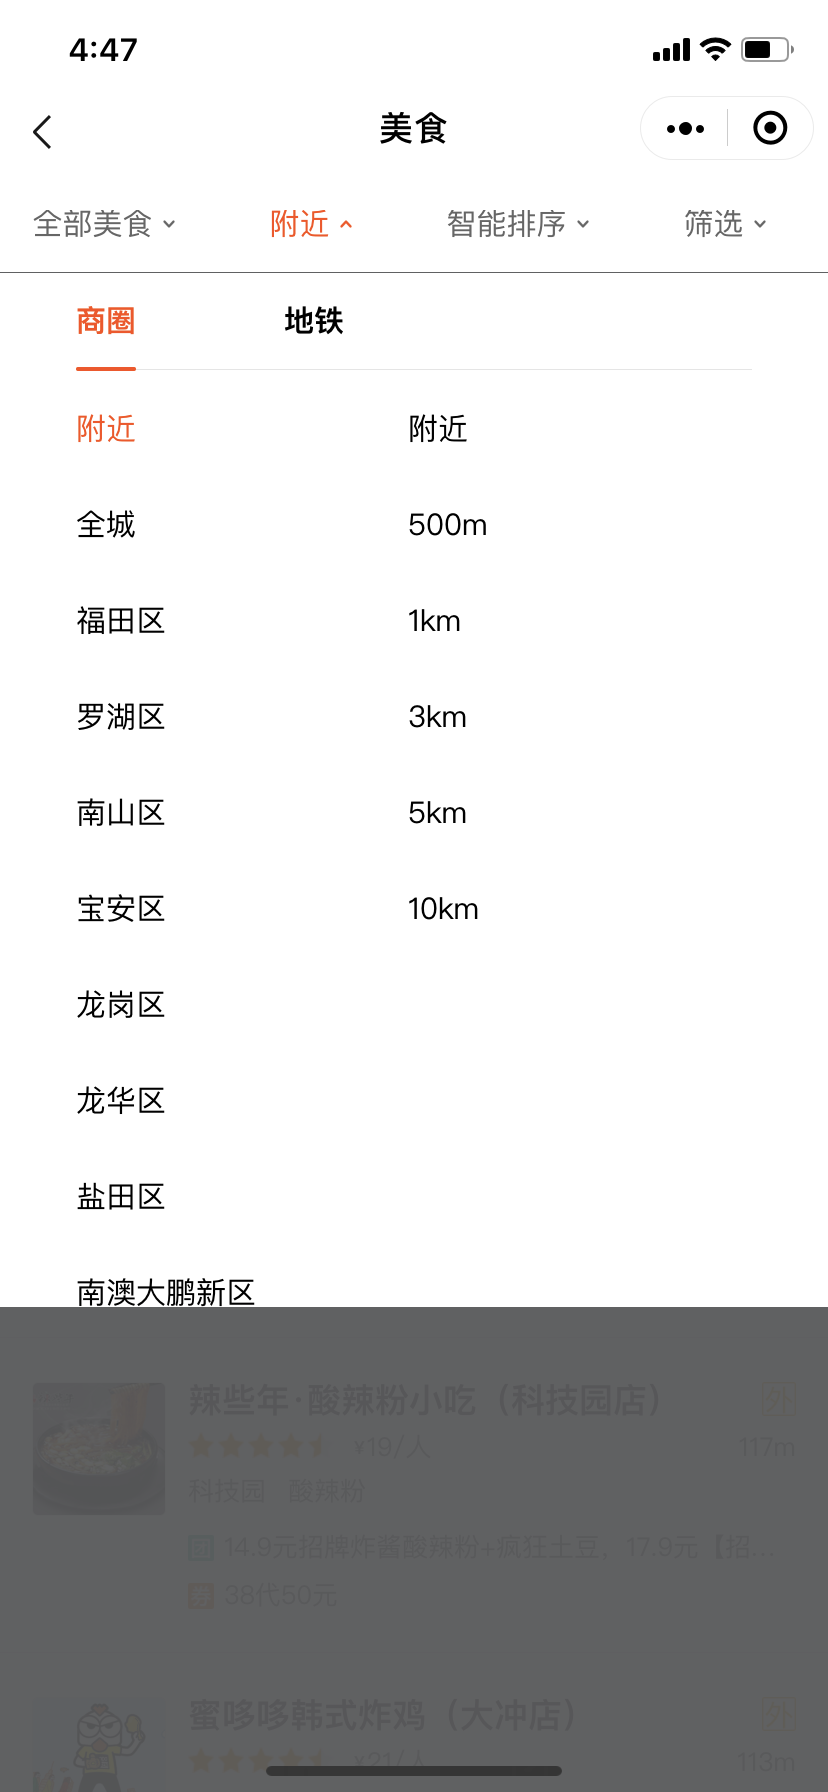 4:47
美食
全部美食 附近 智能排序 筛选
商圈 地铁
附近 附近
全城 500m
福田区 1km
罗湖区 3km
南山区 5km
宝安区 10km
龙岗区
龙华区
盐田区
南澳大鹏新区
辣些年·酸辣粉小吃（科技园店） 外
¥19/人 117m
科技园 酸辣粉
团 14.9元招牌炸酱酸辣粉+疯狂土豆，17.9元【招...
券 38代50元
蜜哆哆韩式炸鸡（大冲店） 外
¥21/人 113m